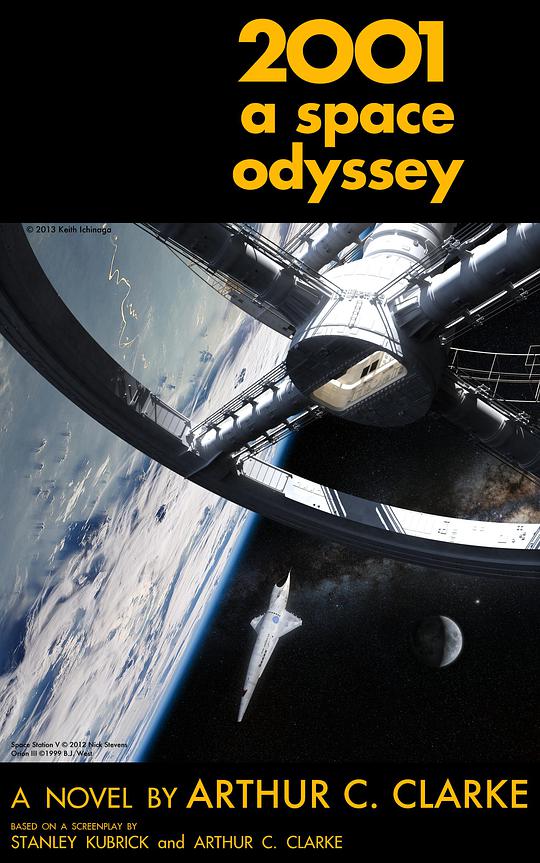 2001
a space
odyssey
© 2013 Keith Ichinaga
Space Station V © 2012 Nick Stevens
Orion III ©1999 B.J. West
A NOVEL BY ARTHUR C. CLARKE
BASED ON A SCREENPLAY BY
STANLEY KUBRICK and ARTHUR C. CLARKE